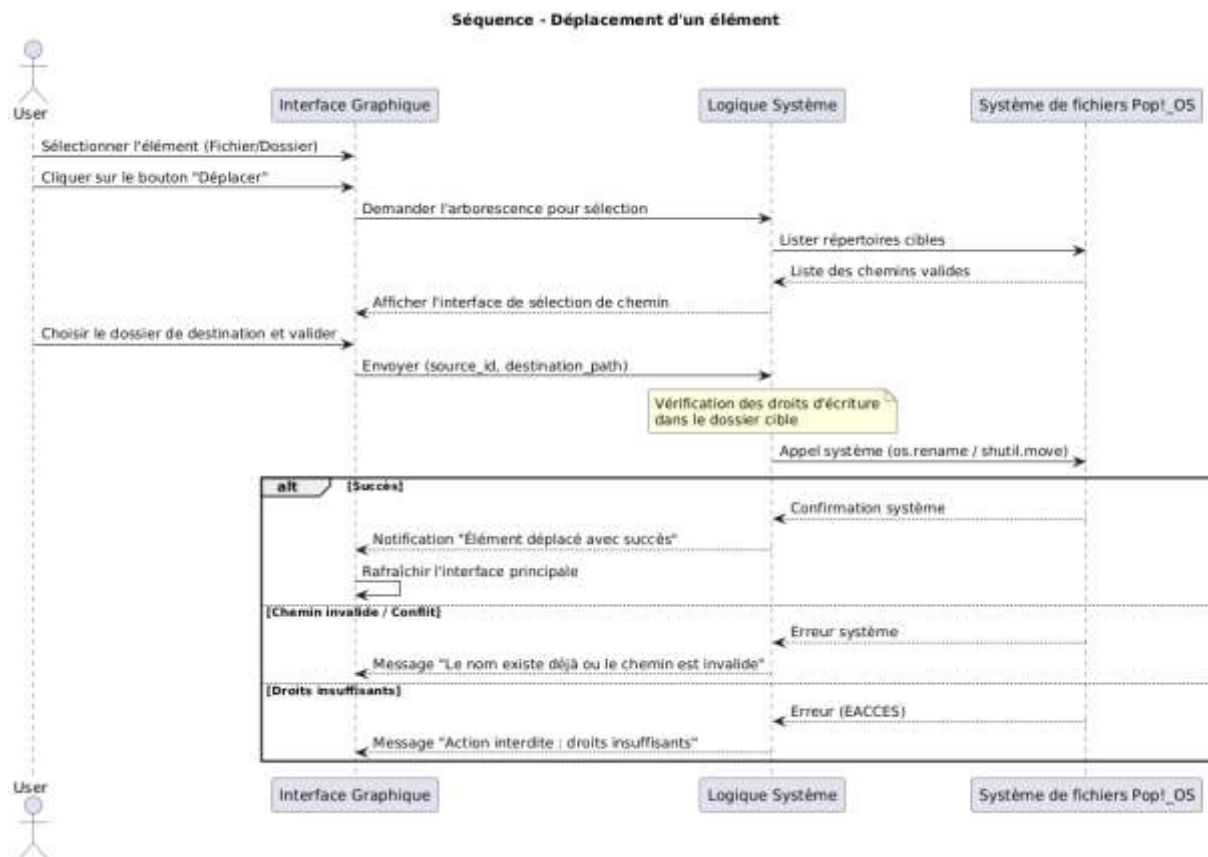 Séquence - Déplacement d'un élément
User
Interface Graphique
Logique Système
Système de fichiers Pop!_OS
Sélectionner l'élément (Fichier/Dossier)
Cliquer sur le bouton "Déplacer"
Demander l'arborescence pour sélection
Lister répertoires cibles
Liste des chemins valides
Afficher l'interface de sélection de chemin
Choisir le dossier de destination et valider
Envoyer (source_id, destination_path)
Vérification des droits d'écriture
dans le dossier cible
Appel système (os.rename / shutil.move)
alt
[Succès]
Confirmation système
Notification "Élément déplacé avec succès"
Rafraîchir l'interface principale
[Chemin invalide / Conflit]
Erreur système
Message "Le nom existe déjà ou le chemin est invalide"
[Droits insuffisants]
Erreur (EACCES)
Message "Action interdite : droits insuffisants"
User
Interface Graphique
Logique Système
Système de fichiers Pop!_OS